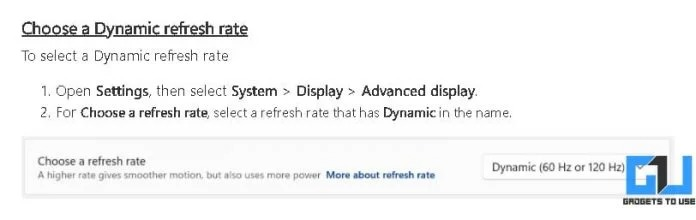 Choose a Dynamic refresh rate
To select a Dynamic refresh rate
1. Open Settings, then select System > Display > Advanced display.
2. For Choose a refresh rate, select a refresh rate that has Dynamic in the name.
Choose a refresh rate
A higher rate gives smoother motion, but also uses more power More about refresh rate
Dynamic (60 Hz or 120 Hz)
GADGETS TO USE